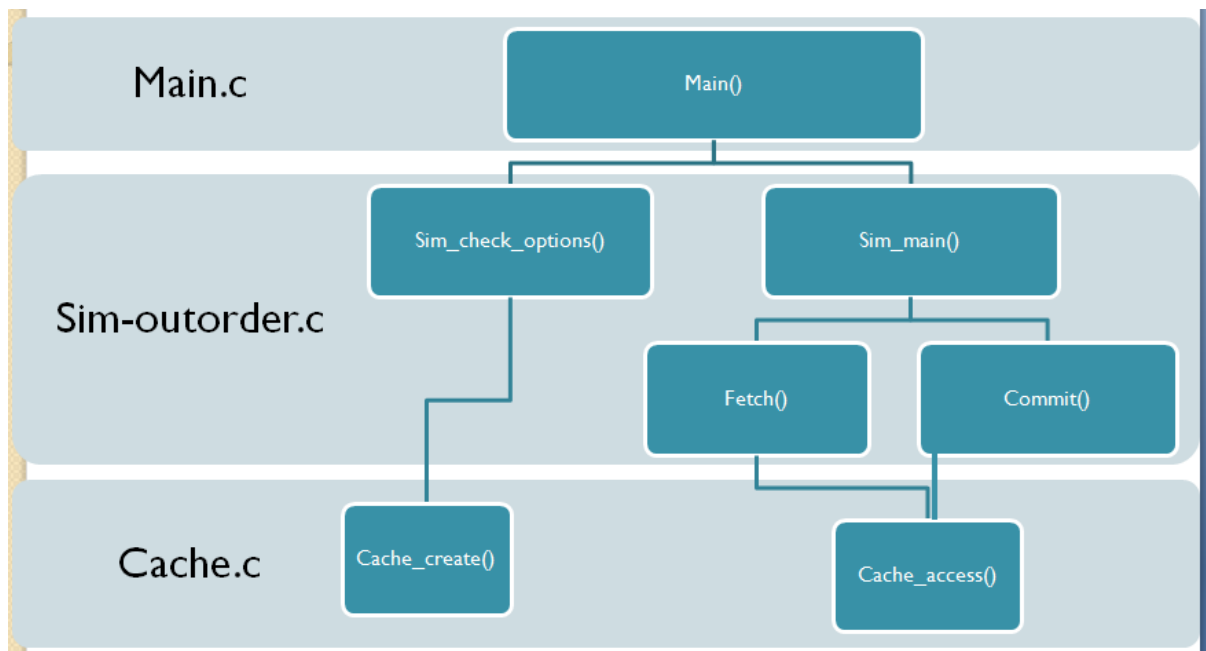 Main.c
Main()
Sim-outorder.c
Sim_check_options()
Sim_main()
Fetch()
Commit()
Cache.c
Cache_create()
Cache_access()